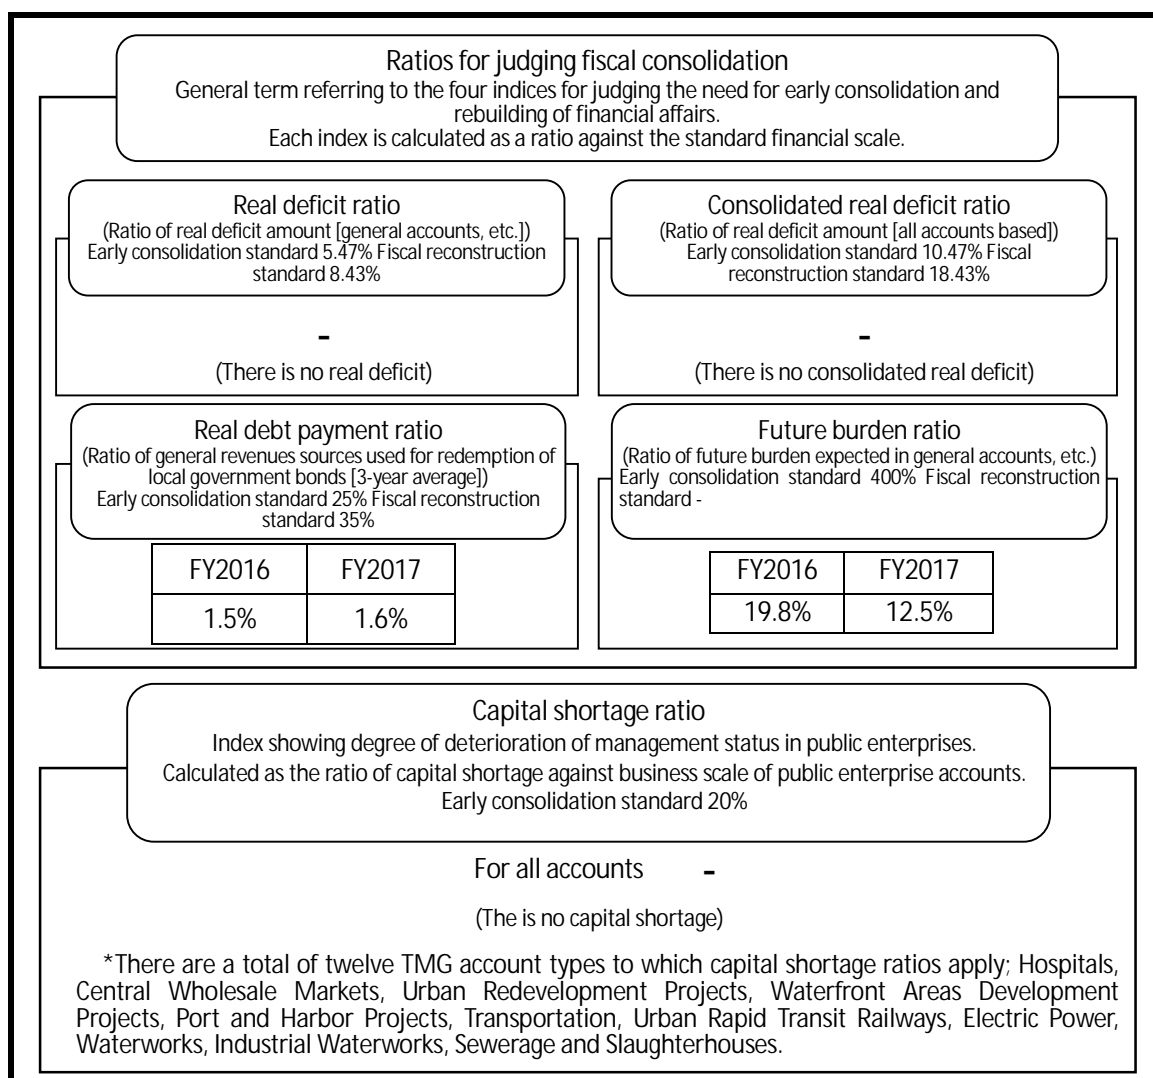 Ratios for judging fiscal consolidation
General term referring to the four indices for judging the need for early consolidation and
rebuilding of financial affairs.
Each index is calculated as a ratio against the standard financial scale.
Real deficit ratio
(Ratio of real deficit amount [general accounts, etc.])
Early consolidation standard 5.47% Fiscal reconstruction
standard 8.43%
-
(There is no real deficit)
Consolidated real deficit ratio
(Ratio of real deficit amount [all accounts based])
Early consolidation standard 10.47% Fiscal
reconstruction standard 18.43%
-
(There is no consolidated real deficit)
Real debt payment ratio
(Ratio of general revenues sources used for redemption of
local government bonds [3-year average])
Early consolidation standard 25% Fiscal reconstruction
standard 35%
FY2016 FY2017
1.5% 1.6%
Future burden ratio
(Ratio of future burden expected in general accounts, etc.)
Early consolidation standard 400% Fiscal reconstruction
standard -
FY2016 FY2017
19.8% 12.5%
Capital shortage ratio
Index showing degree of deterioration of management status in public enterprises.
Calculated as the ratio of capital shortage against business scale of public enterprise accounts.
Early consolidation standard 20%
For all accounts -
(The is no capital shortage)
*There are a total of twelve TMG account types to which capital shortage ratios apply; Hospitals,
Central Wholesale Markets, Urban Redevelopment Projects, Waterfront Areas Development
Projects, Port and Harbor Projects, Transportation, Urban Rapid Transit Railways, Electric Power,
Waterworks, Industrial Waterworks, Sewerage and Slaughterhouses.